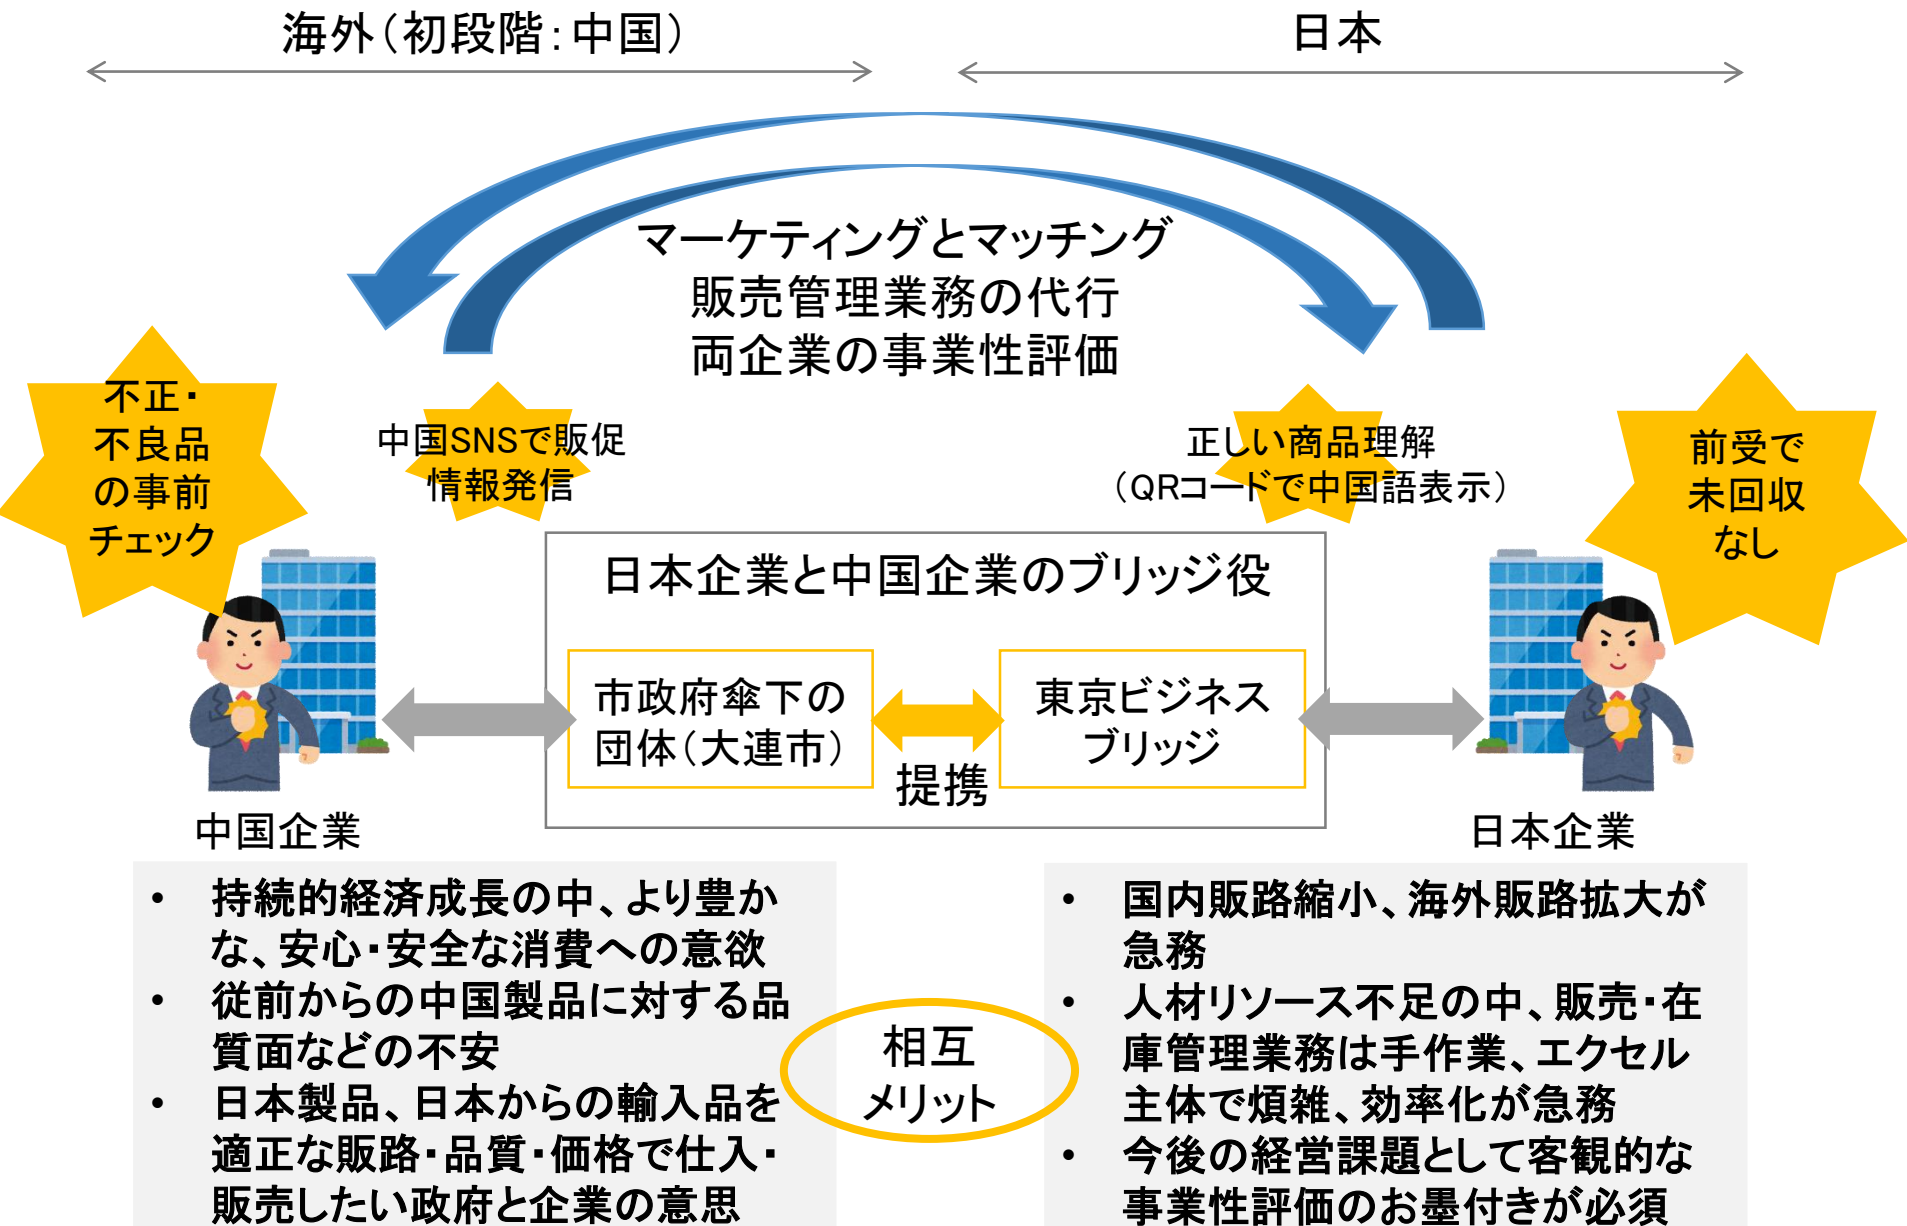 海外（初段階：中国）
日本
マーケティングとマッチング
販売管理業務の代行
両企業の事業性評価
不正・
不良品
の事前
チェック
中国SNSで販促
情報発信
正しい商品理解
（QRコードで中国語表示）
前受で
未回収
なし
日本企業と中国企業のブリッジ役
市政府傘下の
団体（大連市）
提携
東京ビジネス
ブリッジ
中国企業
日本企業
• 持続的経済成長の中、より豊か
な、安心・安全な消費への意欲
• 従前からの中国製品に対する品
質面などの不安
• 日本製品、日本からの輸入品を
適正な販路・品質・価格で仕入・
販売したい政府と企業の意思
相互
メリット
• 国内販路縮小、海外販路拡大が
急務
• 人材リソース不足の中、販売・在
庫管理業務は手作業、エクセル
主体で煩雑、効率化が急務
• 今後の経営課題として客観的な
事業性評価のお墨付きが必須